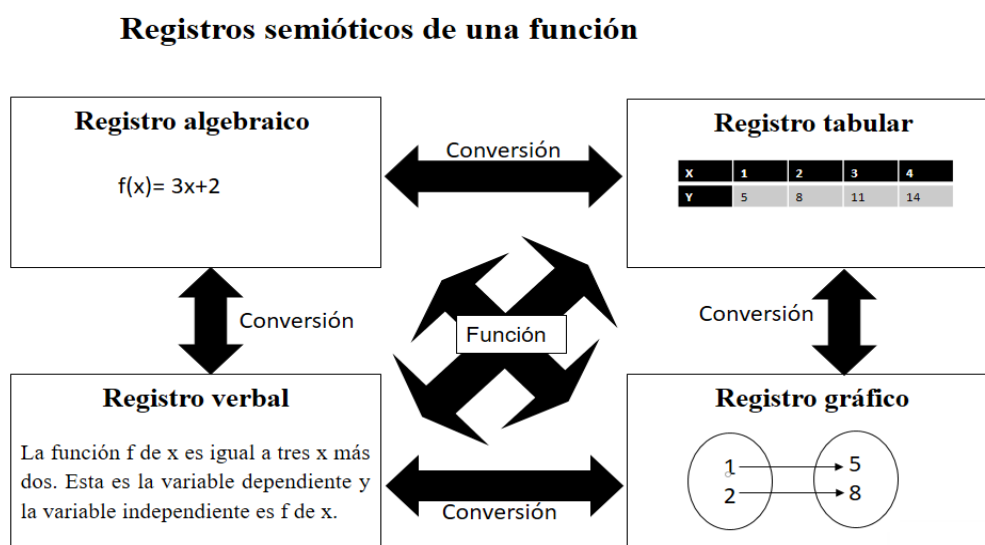 Registros semióticos de una función
Registro algebraico
f(x)= 3x+2
Conversión
Registro tabular
X 1 2 3 4
Y 5 8 11 14
Conversión
Función
Conversión
Registro verbal
La función f de x es igual a tres x más
dos. Esta es la variable dependiente y
la variable independiente es f de x.
Conversión
Registro gráfico
1 5
2 8